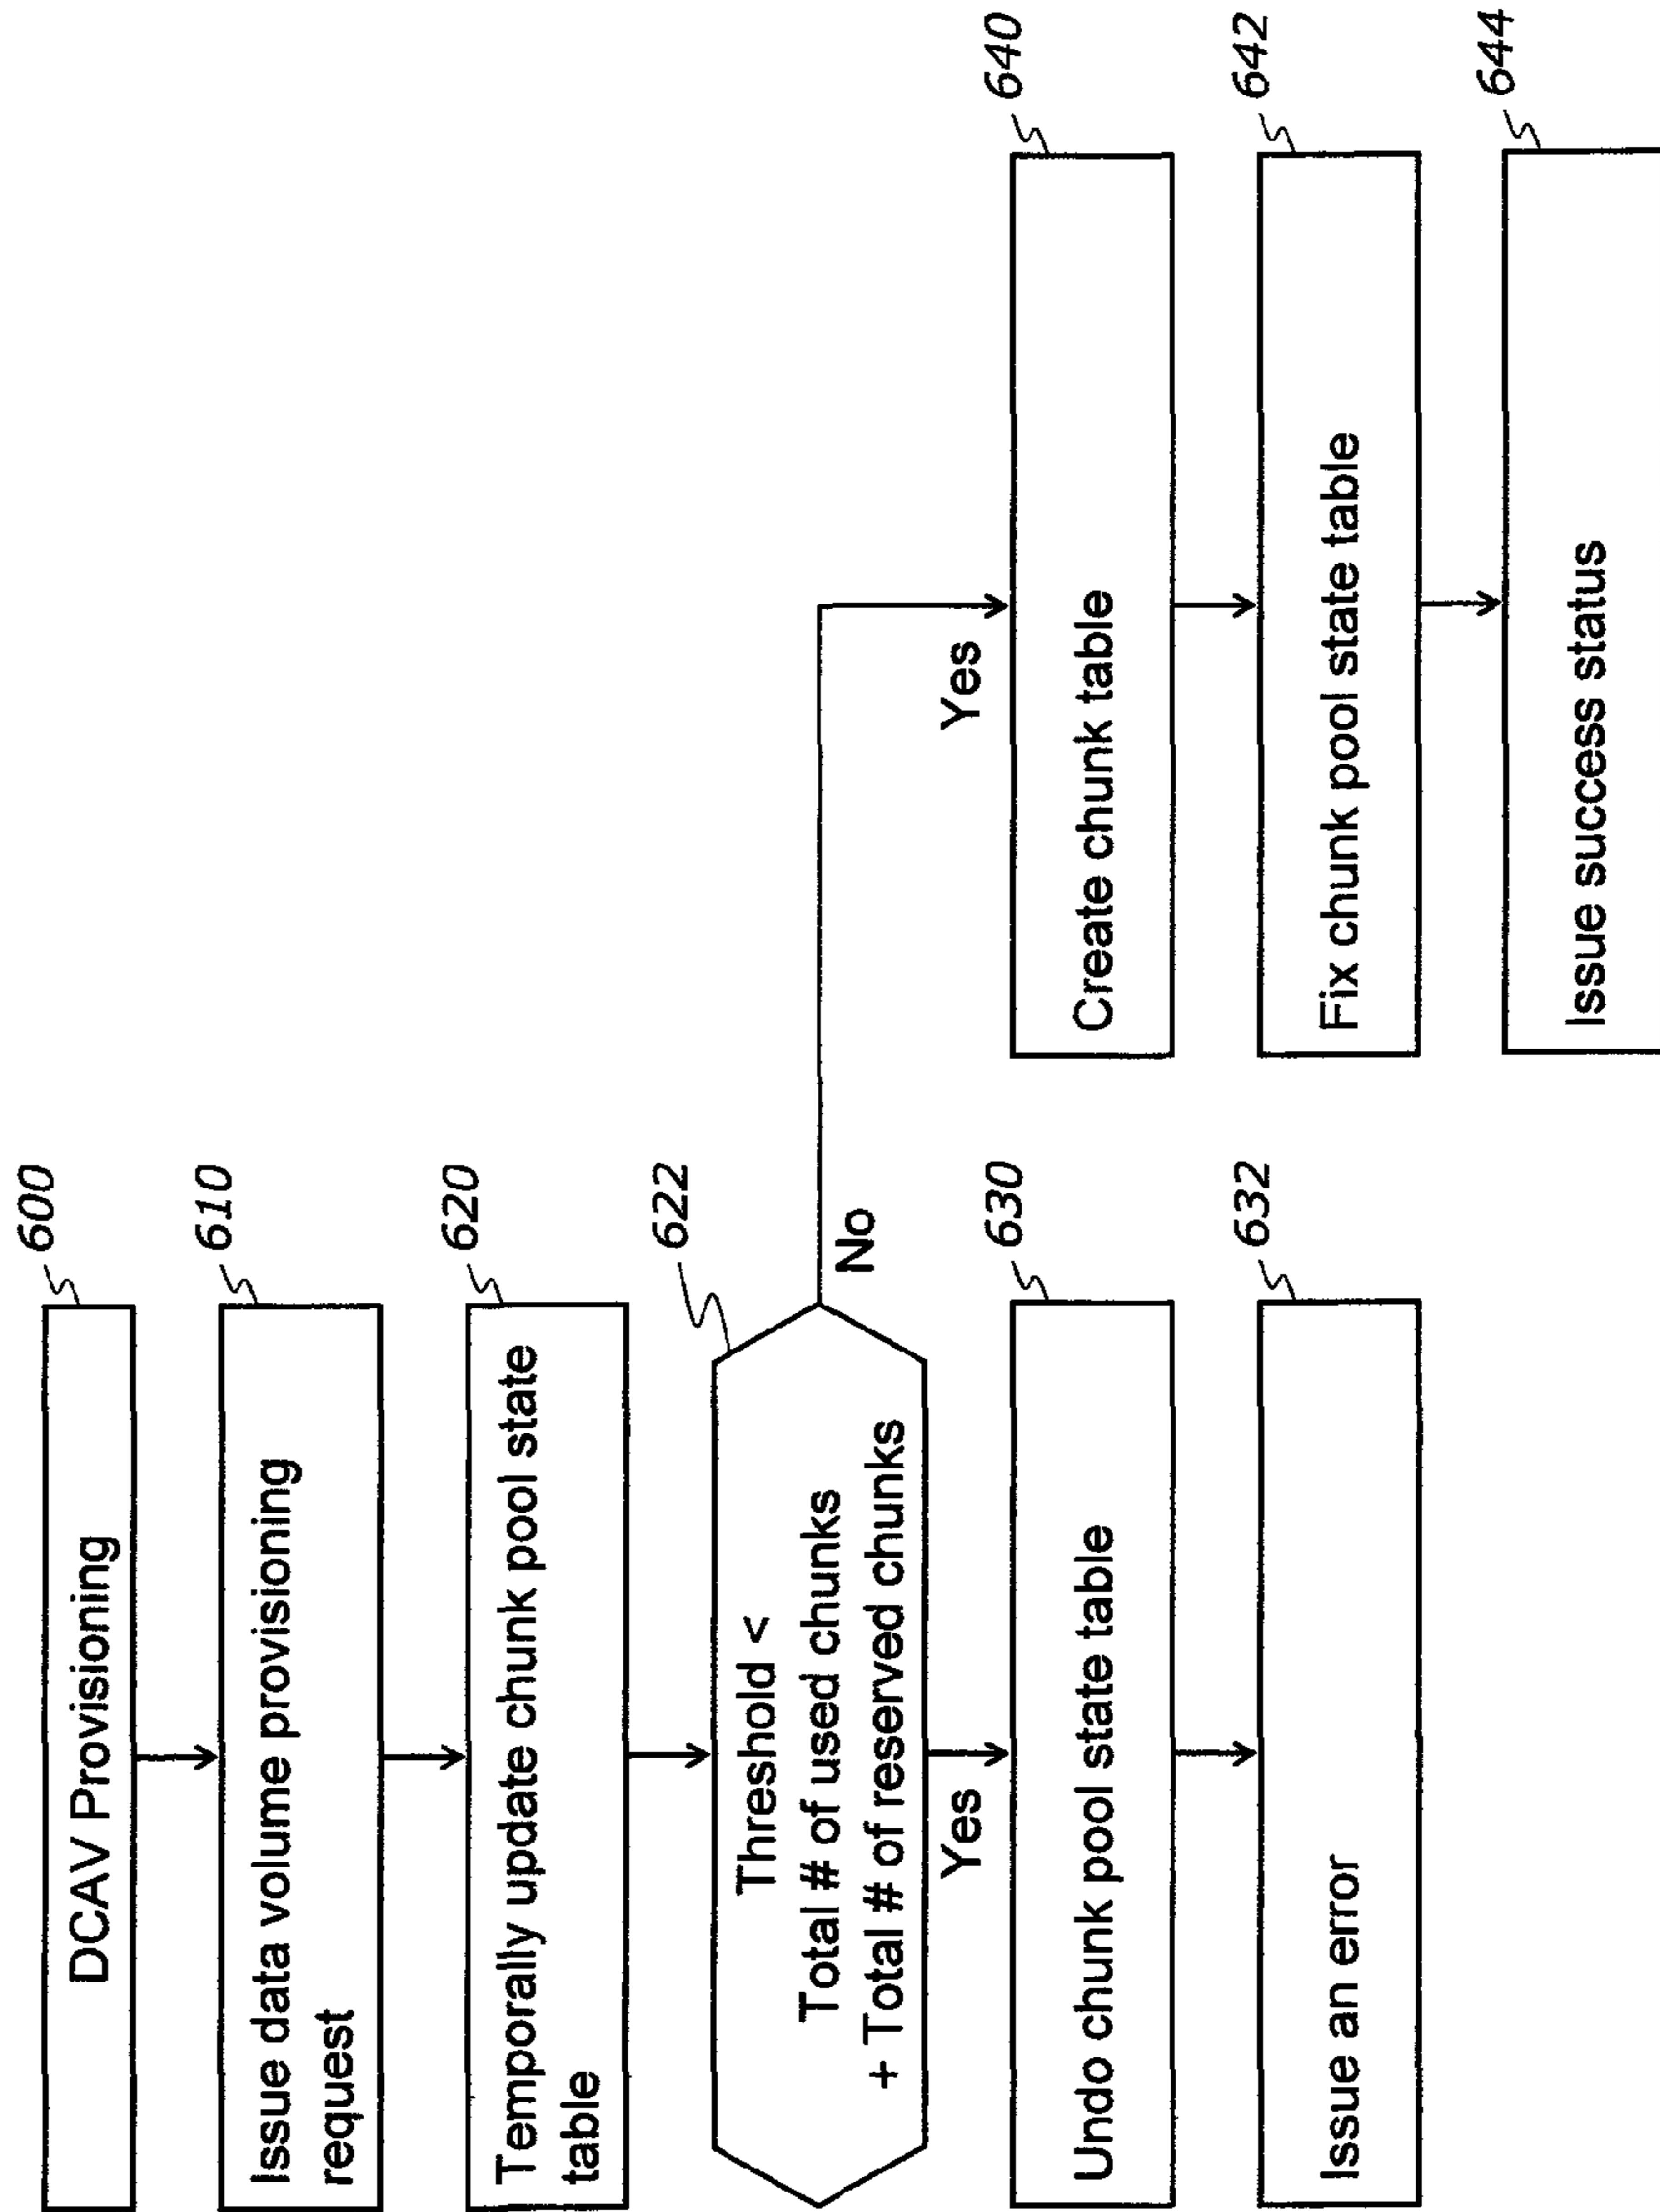 600
DCAV Provisioning
610
Issue data volume provisioning
request
620
Temporally update chunk pool state
table
622
Threshold <
Total # of used chunks
+ Total # of reserved chunks
No
Yes
630
Undo chunk pool state table
632
Issue an error
Yes
640
Create chunk table
642
Fix chunk pool state table
644
Issue success status